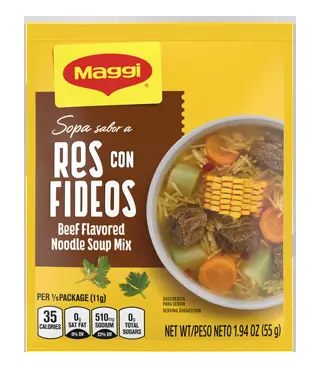 Maggi
®
Sopa sabor a
Res con
Fideos
Beef Flavored
Noodle Soup Mix
PER 1/5 PACKAGE (11g)
35
CALORIES
0g
SAT FAT
0% DV
510mg
SODIUM
22% DV
0g
TOTAL
SUGARS
SUGERENCIA
PARA SERVIR
SERVING SUGGESTION
NET WT/PESO NETO 1.94 OZ (55 g)